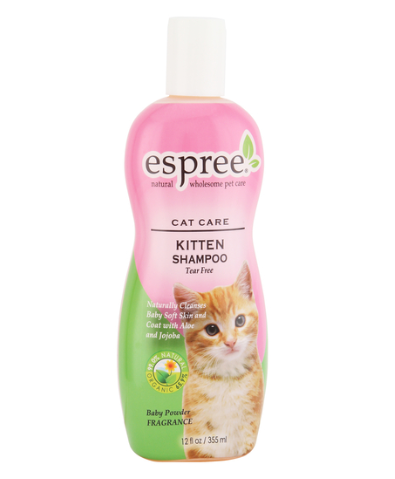 espree
natural wholesome pet care
CAT CARE
KITTEN
SHAMPOO
Tear Free
Naturally Cleanses
Baby Soft Skin and
Coat with Aloe
and Jojoba
Baby Powder
FRAGRANCE
12 fl oz / 355 ml